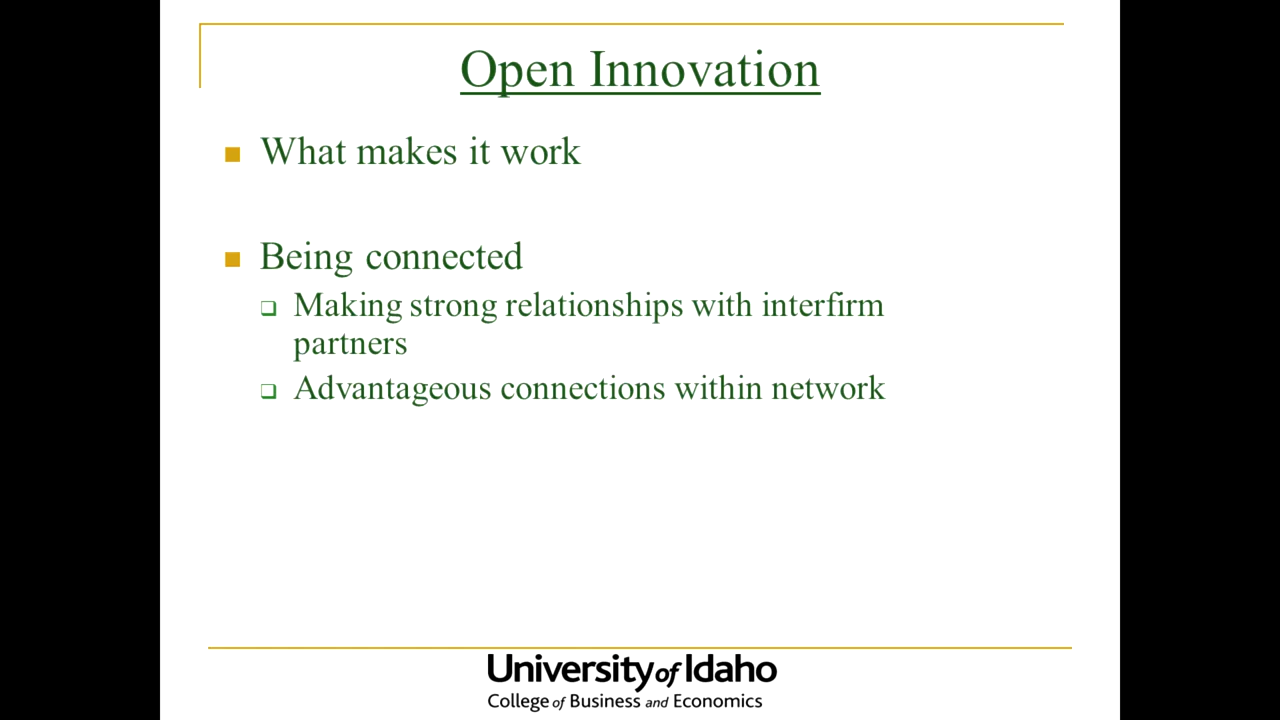 Open Innovation
What makes it work
Being connected
Making strong relationships with interfirm
partners
Advantageous connections within network
University of Idaho
College of Business and Economics